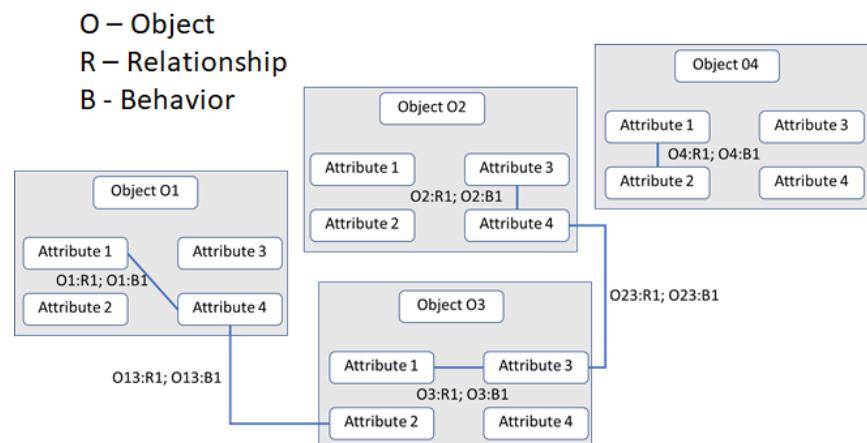 O – Object
R – Relationship
B - Behavior
Object 04
Attribute 1
Attribute 3
O4:R1; O4:B1
Attribute 2
Attribute 4
Object O2
Attribute 1
Attribute 3
O2:R1; O2:B1
Attribute 2
Attribute 4
Object O1
Attribute 1
Attribute 3
O1:R1; O1:B1
Attribute 2
Attribute 4
O23:R1; O23:B1
Object O3
Attribute 1
Attribute 3
O13:R1; O13:B1
O3:R1; O3:B1
Attribute 2
Attribute 4